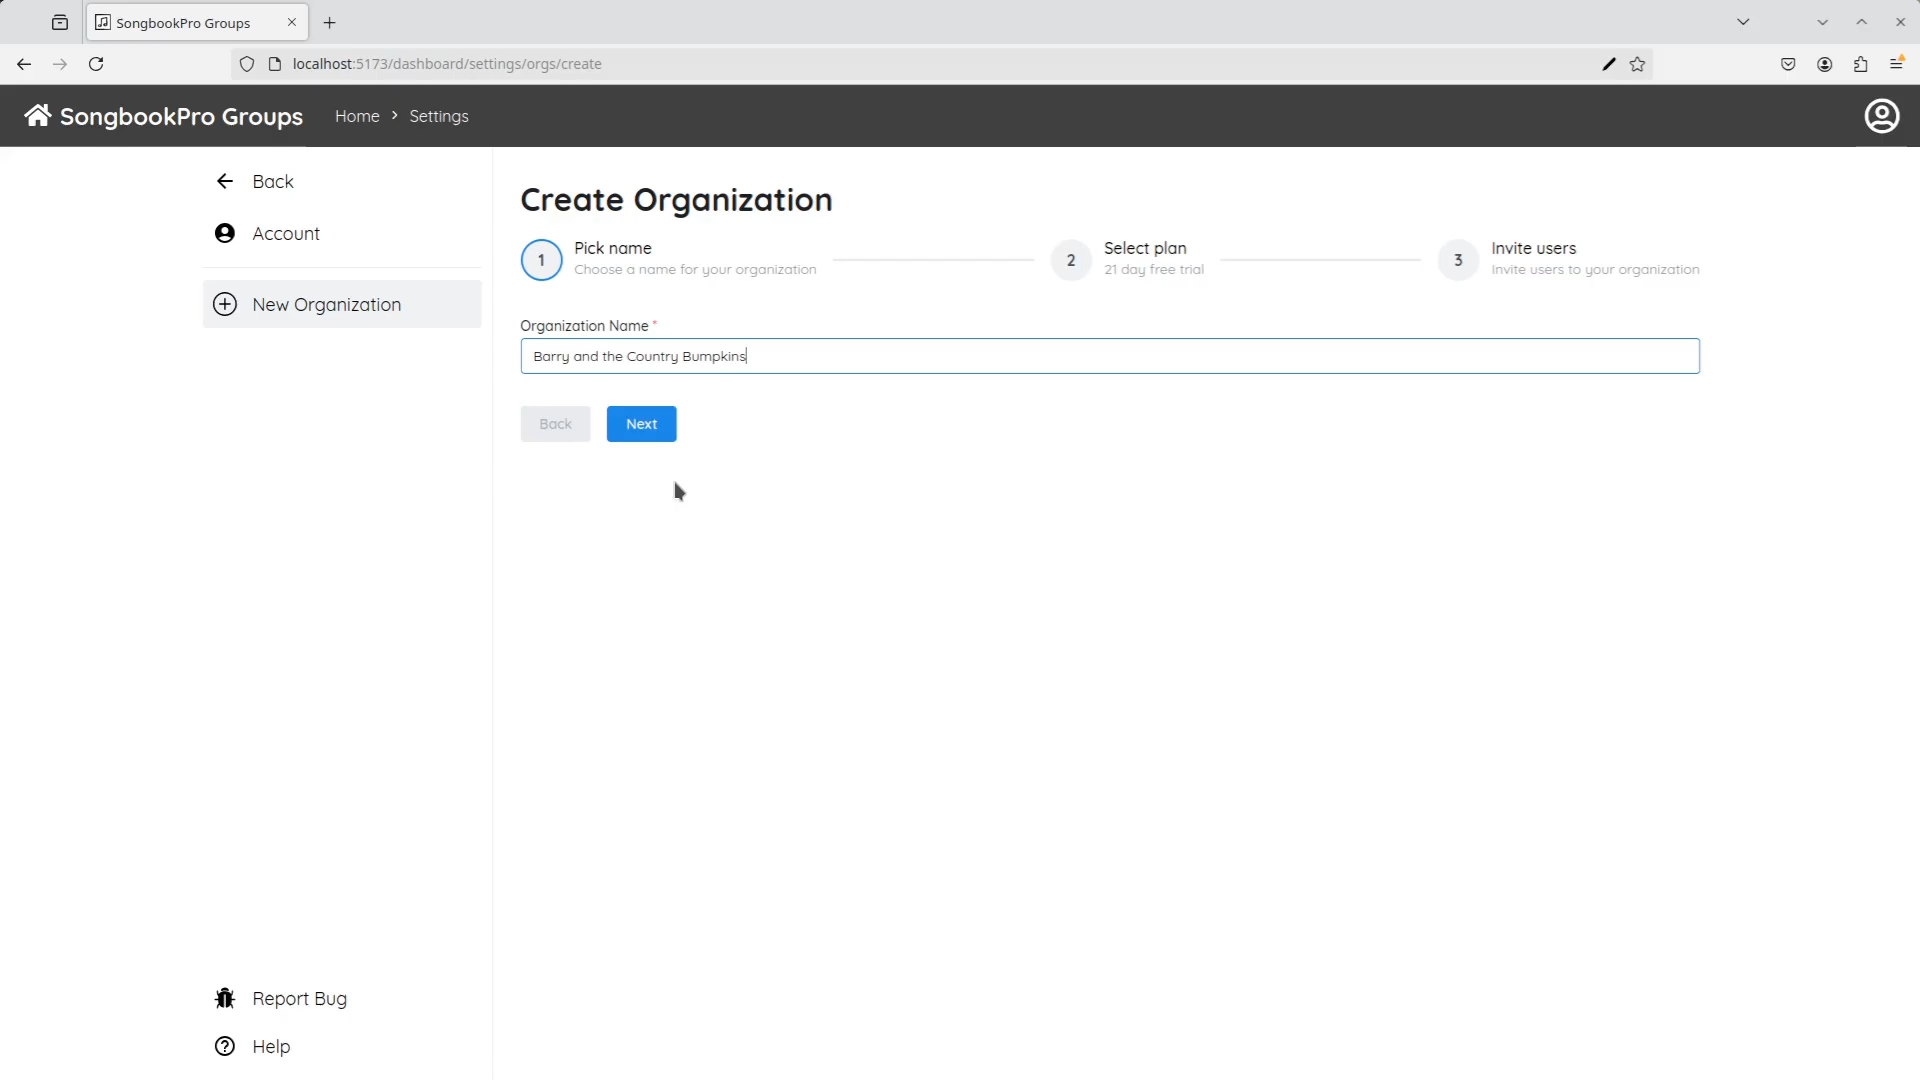 SongbookPro Groups
localhost:5173/dashboard/settings/orgs/create
SongbookPro Groups
Home
Settings
Back
Account
New Organization
Create Organization
1
Pick name
Choose a name for your organization
2
Select plan
21 day free trial
3
Invite users
Invite users to your organization
Organization Name *
Barry and the Country Bumpkins
Back
Next
Report Bug
Help